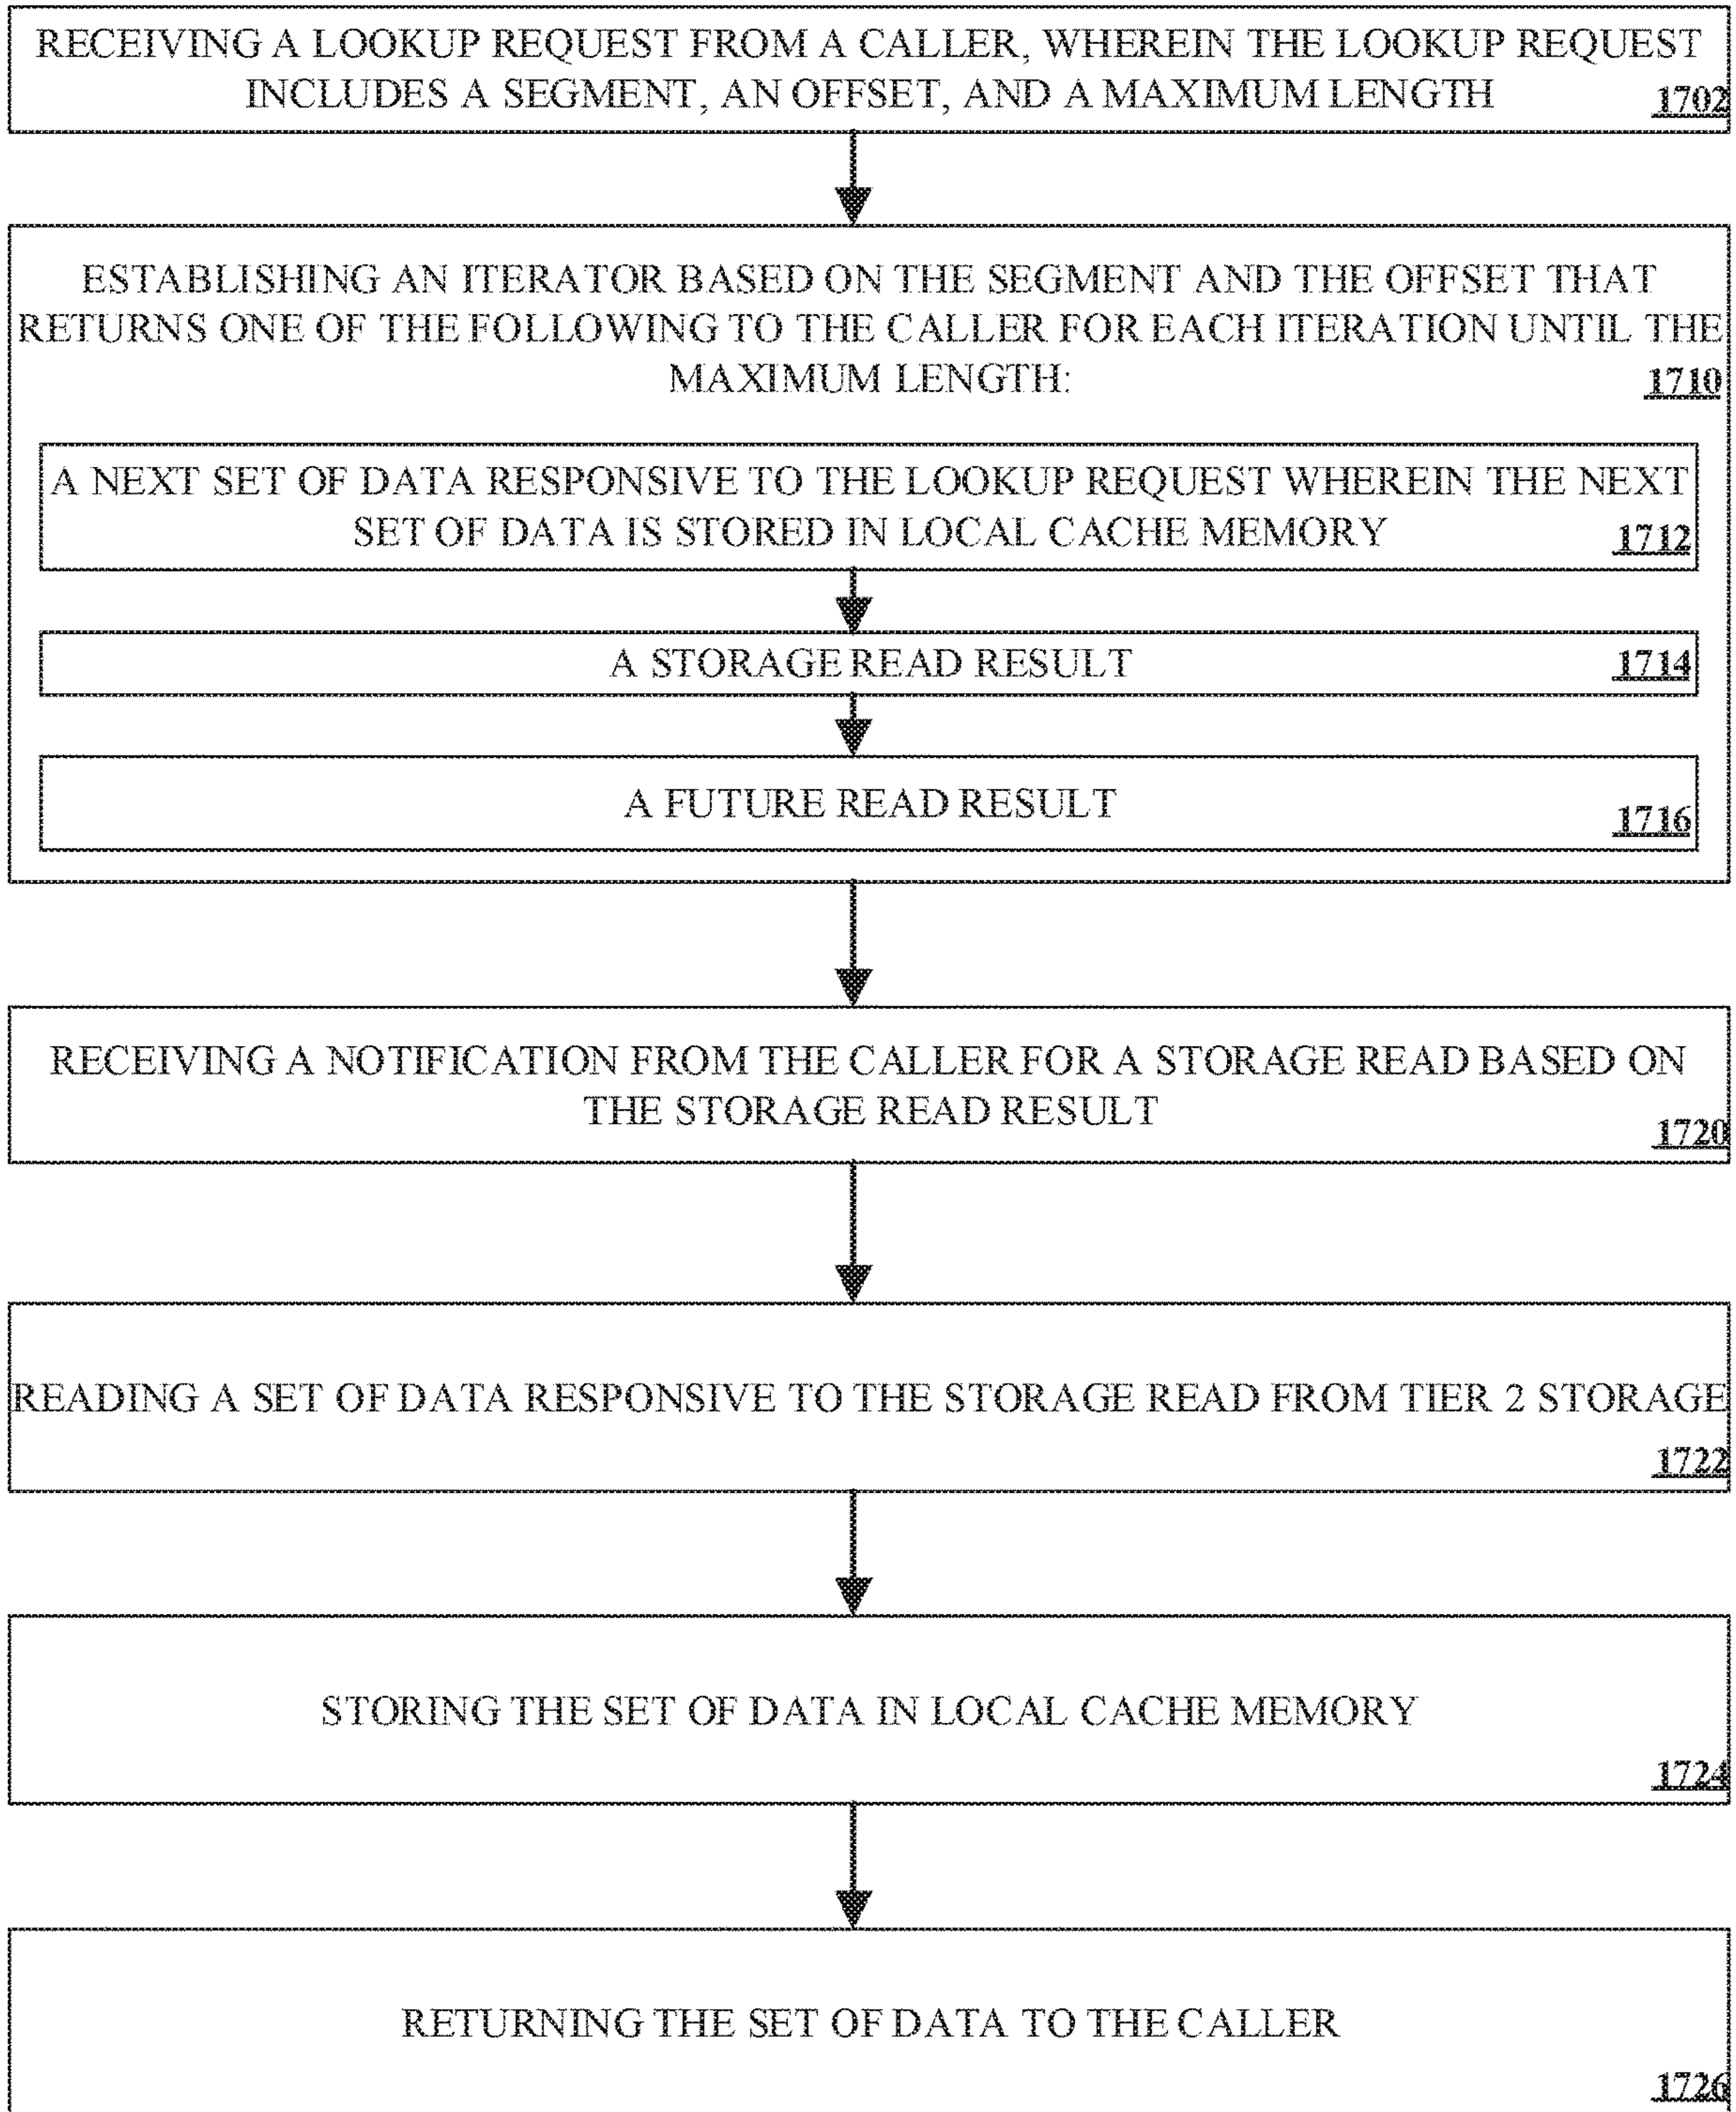 RECEIVING A LOOKUP REQUEST FROM A CALLER, WHEREIN THE LOOKUP REQUEST
INCLUDES A SEGMENT, AN OFFSET, AND A MAXIMUM LENGTH
1702
ESTABLISHING AN ITERATOR BASED ON THE SEGMENT AND THE OFFSET THAT
RETURNS ONE OF THE FOLLOWING TO THE CALLER FOR EACH ITERATION UNTIL THE
MAXIMUM LENGTH:
1710
A NEXT SET OF DATA RESPONSIVE TO THE LOOKUP REQUEST WHEREIN THE NEXT
SET OF DATA IS STORED IN LOCAL CACHE MEMORY
1712
A STORAGE READ RESULT
1714
A FUTURE READ RESULT
1716
RECEIVING A NOTIFICATION FROM THE CALLER FOR A STORAGE READ BASED ON
THE STORAGE READ RESULT
1720
READING A SET OF DATA RESPONSIVE TO THE STORAGE READ FROM TIER 2 STORAGE
1722
STORING THE SET OF DATA IN LOCAL CACHE MEMORY
1724
RETURNING THE SET OF DATA TO THE CALLER
1726